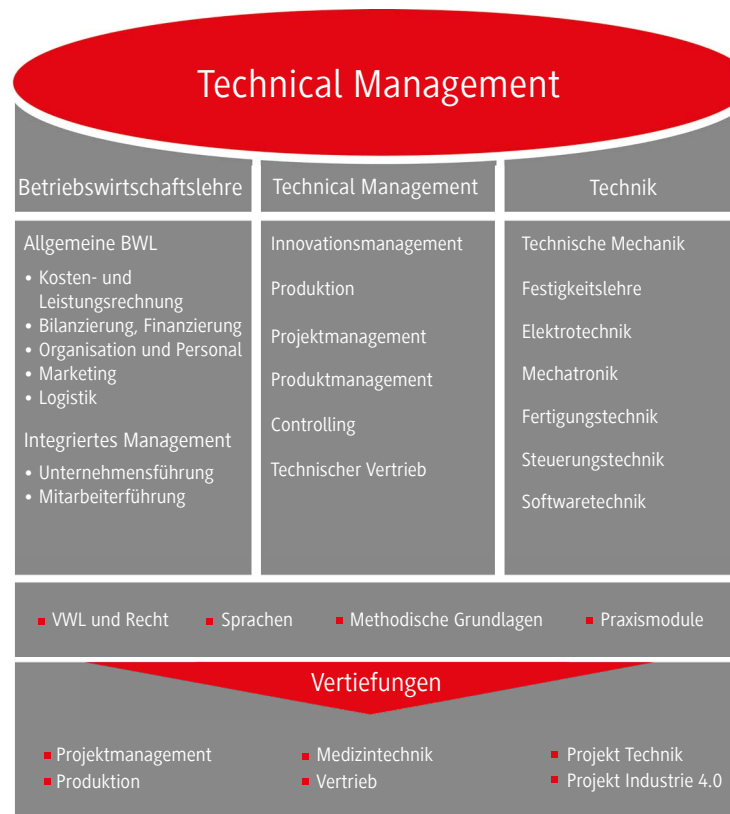 Technical Management
Betriebswirtschaftslehre
Allgemeine BWL
• Kosten- und
Leistungsrechnung
• Bilanzierung, Finanzierung
• Organisation und Personal
• Marketing
• Logistik
Integriertes Management
• Unternehmensführung
• Mitarbeiterführung
Technical Management
Innovationsmanagement
Produktion
Projektmanagement
Produktmanagement
Controlling
Technischer Vertrieb
Technik
Technische Mechanik
Festigkeitslehre
Elektrotechnik
Mechatronik
Fertigungstechnik
Steuerungstechnik
Softwaretechnik
▪ VWL und Recht ▪ Sprachen ▪ Methodische Grundlagen ▪ Praxismodule
Vertiefungen
▪ Projektmanagement
▪ Produktion
▪ Medizintechnik
▪ Vertrieb
▪ Projekt Technik
▪ Projekt Industrie 4.0